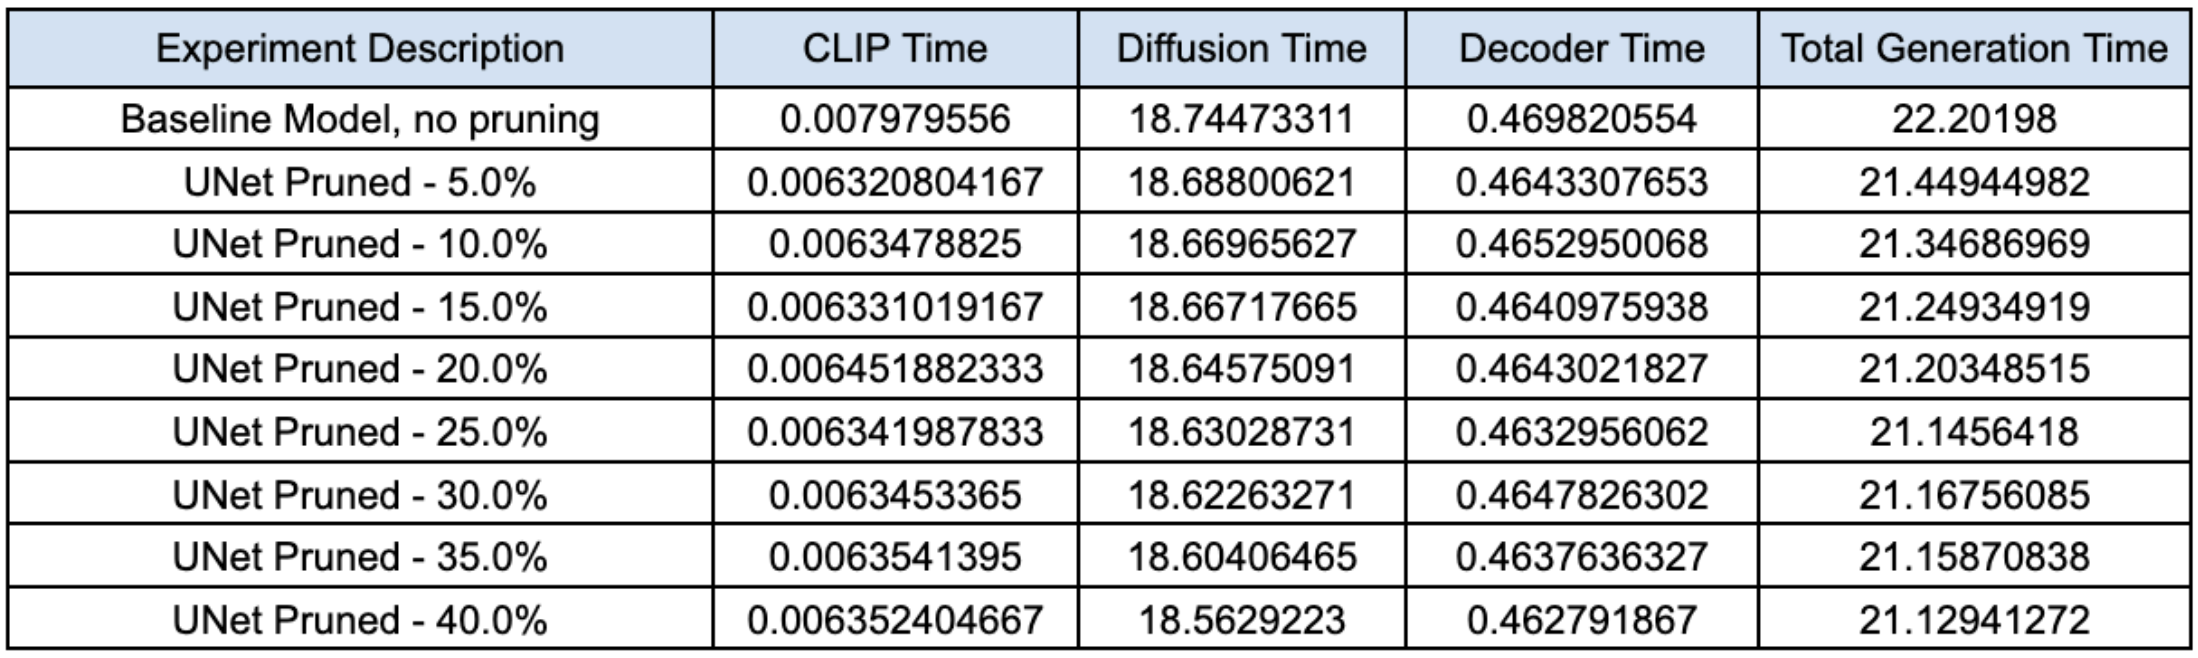 Experiment Description CLIP Time Diffusion Time Decoder Time Total Generation Time
Baseline Model, no pruning 0.007979556 18.74473311 0.469820554 22.20198
UNet Pruned - 5.0% 0.006320804167 18.68800621 0.4643307653 21.44944982
UNet Pruned - 10.0% 0.0063478825 18.66965627 0.4652950068 21.34686969
UNet Pruned - 15.0% 0.006331019167 18.66717665 0.4640975938 21.24934919
UNet Pruned - 20.0% 0.006451882333 18.64575091 0.4643021827 21.20348515
UNet Pruned - 25.0% 0.006341987833 18.63028731 0.4632956062 21.1456418
UNet Pruned - 30.0% 0.0063453365 18.62263271 0.4647826302 21.16756085
UNet Pruned - 35.0% 0.0063541395 18.60406465 0.4637636327 21.15870838
UNet Pruned - 40.0% 0.006352404667 18.5629223 0.462791867 21.12941272